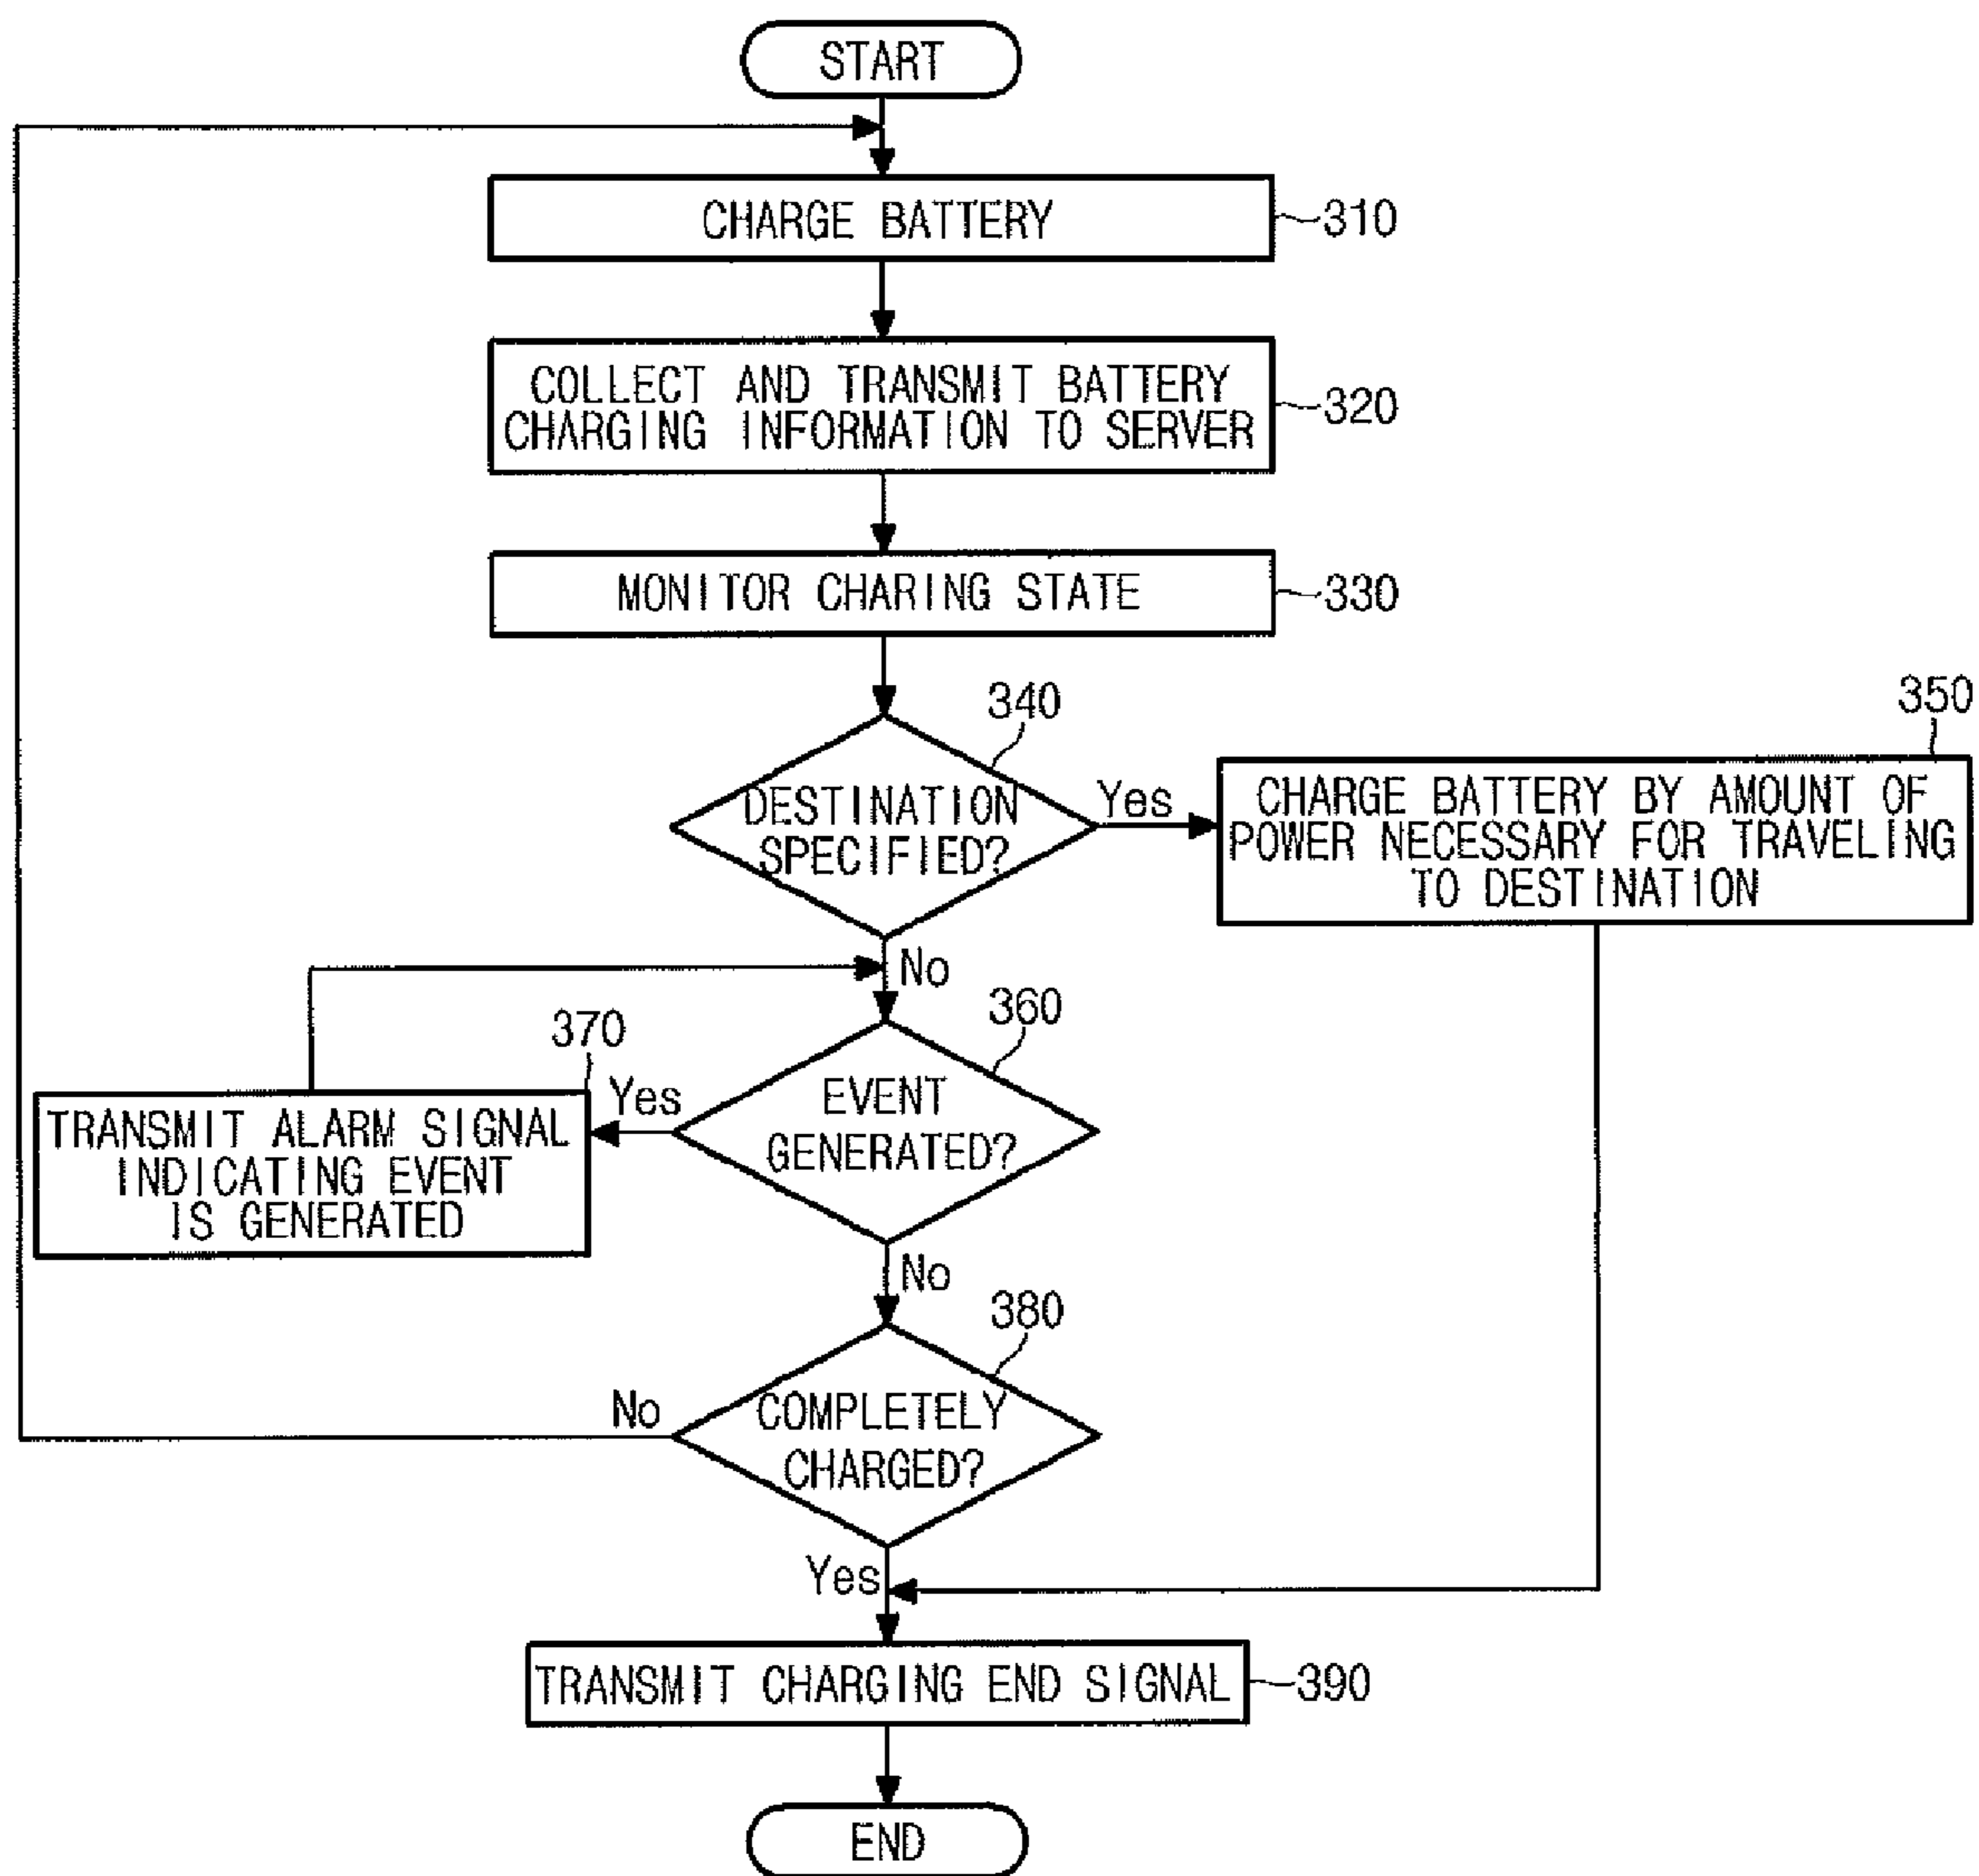 START
CHARGE BATTERY
310
COLLECT AND TRANSMIT BATTERY
CHARGING INFORMATION TO SERVER
320
MONITOR CHARING STATE
330
340
DESTINATION
SPECIFIED?
Yes
350
CHARGE BATTERY BY AMOUNT OF
POWER NECESSARY FOR TRAVELING
TO DESTINATION
No
360
EVENT
GENERATED?
Yes
370
TRANSMIT ALARM SIGNAL
INDICATING EVENT
IS GENERATED
No
380
COMPLETELY
CHARGED?
No
Yes
TRANSMIT CHARGING END SIGNAL
390
END